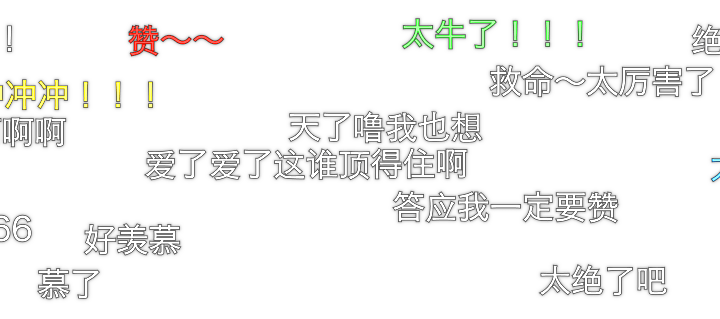 ！
赞～～
太牛了！！！
绝
救命～太厉害了
冲冲！！！
天了噜我也想
啊啊
爱了爱了这谁顶得住啊
答应我一定要赞
66
好羡慕
慕了
太绝了吧